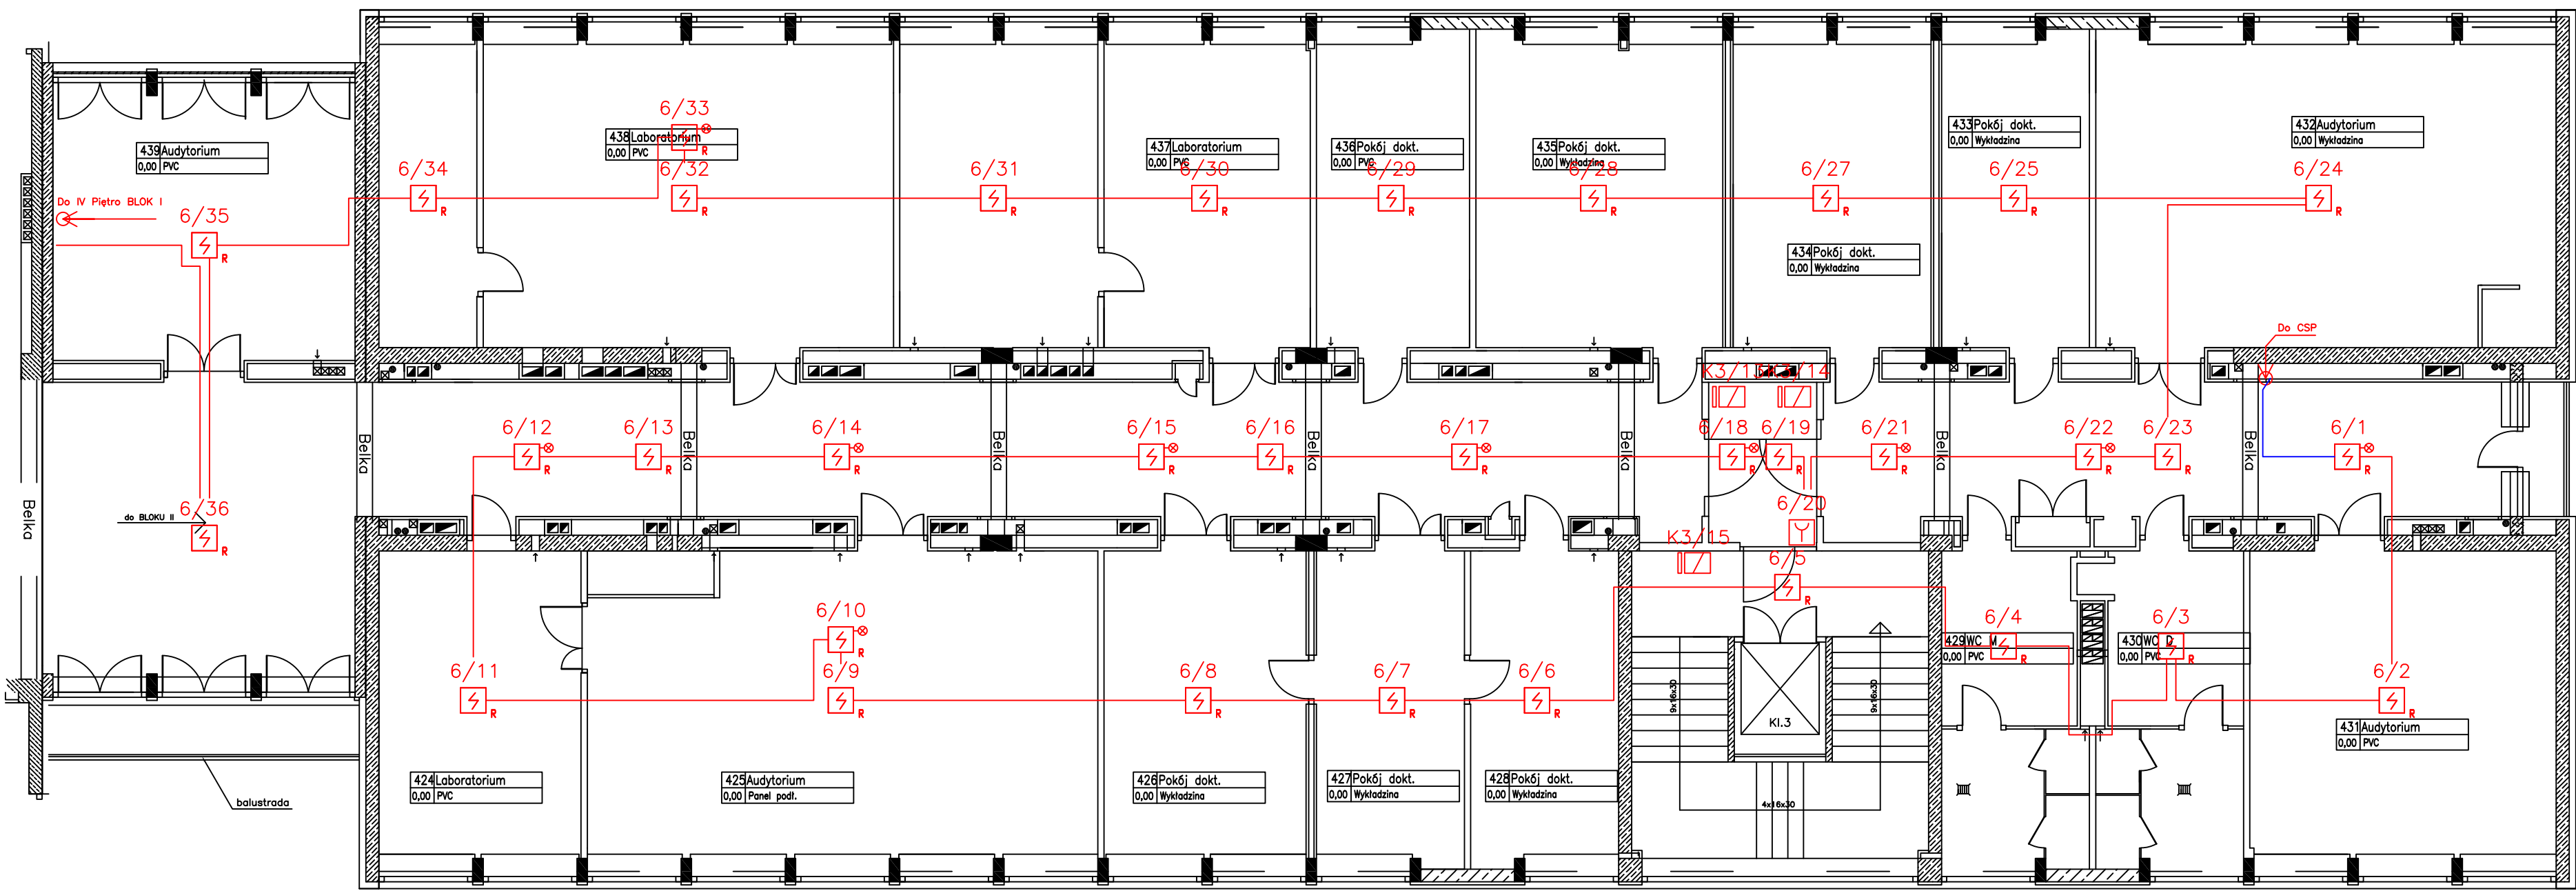 6/33
438 Laboratorium
0,00 PVC
R
439 Audytorium
0,00 PVC
437 Laboratorium
0,00 PVC
436 Pokój dokt.
0,00 PVC
435 Pokój dokt.
0,00 Wykładzina
433 Pokój dokt.
0,00 Wykładzina
432 Audytorium
0,00 Wykładzina
6/34
R
6/32
R
6/31
R
6/30
R
6/29
R
6/28
R
6/27
R
6/25
R
6/24
R
Do IV Piętro BLOK I
6/35
R
434 Pokój dokt.
0,00 Wykładzina
Do CSP
K3/13
K3/14
Belka
6/12
R
6/13
R
Belka
6/14
R
Belka
6/15
R
6/16
R
Belka
6/17
R
Belka
6/18
R
6/19
R
6/21
R
Belka
6/22
R
6/23
R
Belka
6/1
R
Belka
do BLOKU II
6/36
R
6/20
K3/15
6/5
R
6/10
R
6/4
R
429 WC M
0,00 PVC
6/3
R
430 WC D
0,00 PVC
6/11
R
6/9
R
6/8
R
6/7
R
6/6
R
6/2
R
9x16x30
Kl.3
9x16x30
431 Audytorium
0,00 PVC
424 Laboratorium
0,00 PVC
425 Audytorium
0,00 Panel podł.
426 Pokój dokt.
0,00 Wykładzina
427 Pokój dokt.
0,00 Wykładzina
428 Pokój dokt.
0,00 Wykładzina
4x16x30
balustrada